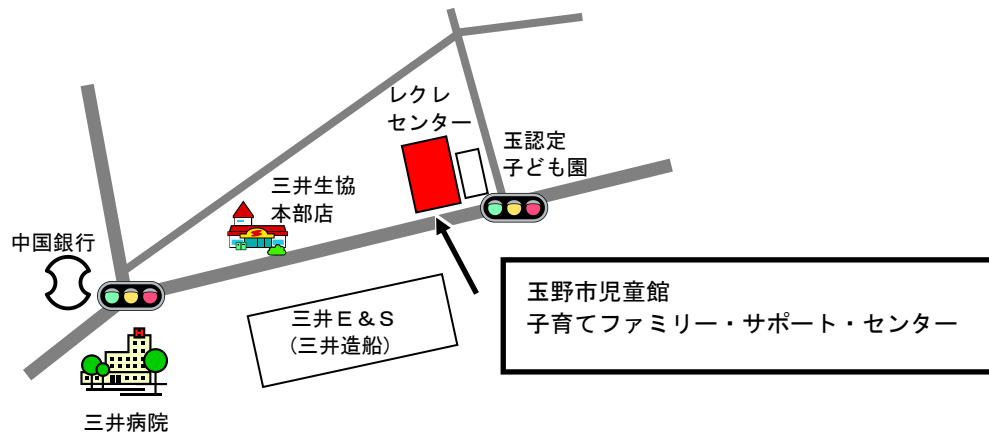 レクレ
センター
玉認定
子ども園
三井生協
本部店
中国銀行
三井E&S
(三井造船)
玉野市児童館
子育てファミリー・サポート・センター
三井病院